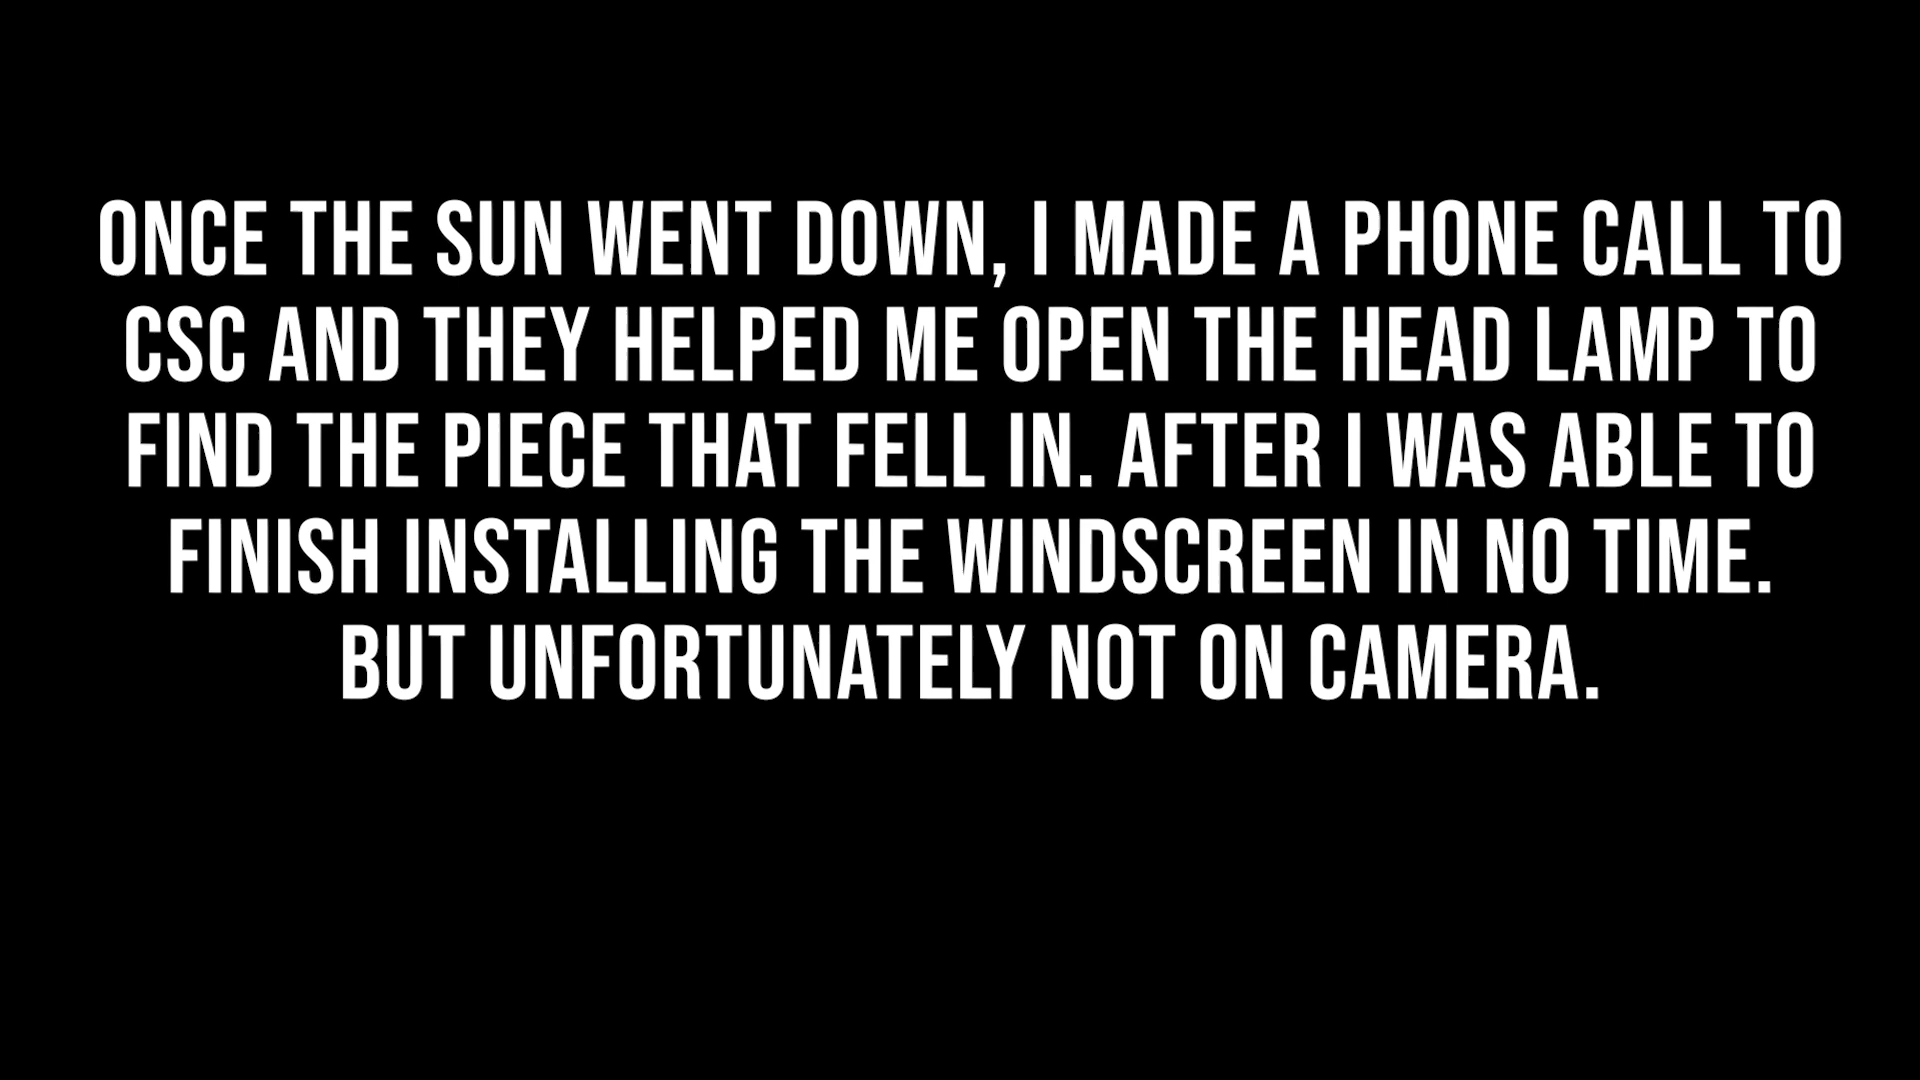 ONCE THE SUN WENT DOWN, I MADE A PHONE CALL TO
CSC AND THEY HELPED ME OPEN THE HEAD LAMP TO
FIND THE PIECE THAT FELL IN. AFTER I WAS ABLE TO
FINISH INSTALLING THE WINDSCREEN IN NO TIME.
BUT UNFORTUNATELY NOT ON CAMERA.